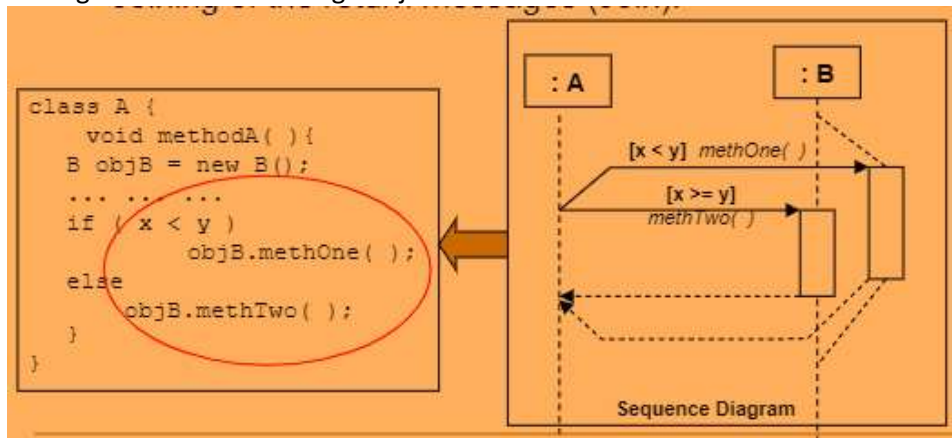 class A {
void methodA( ){
B objB = new B();
... ... ...
if ( x < y )
objB.methOne( );
else
objB.methTwo( );
}
}
: A
: B
[x < y] methOne( )
[x >= y]
methTwo( )
Sequence Diagram